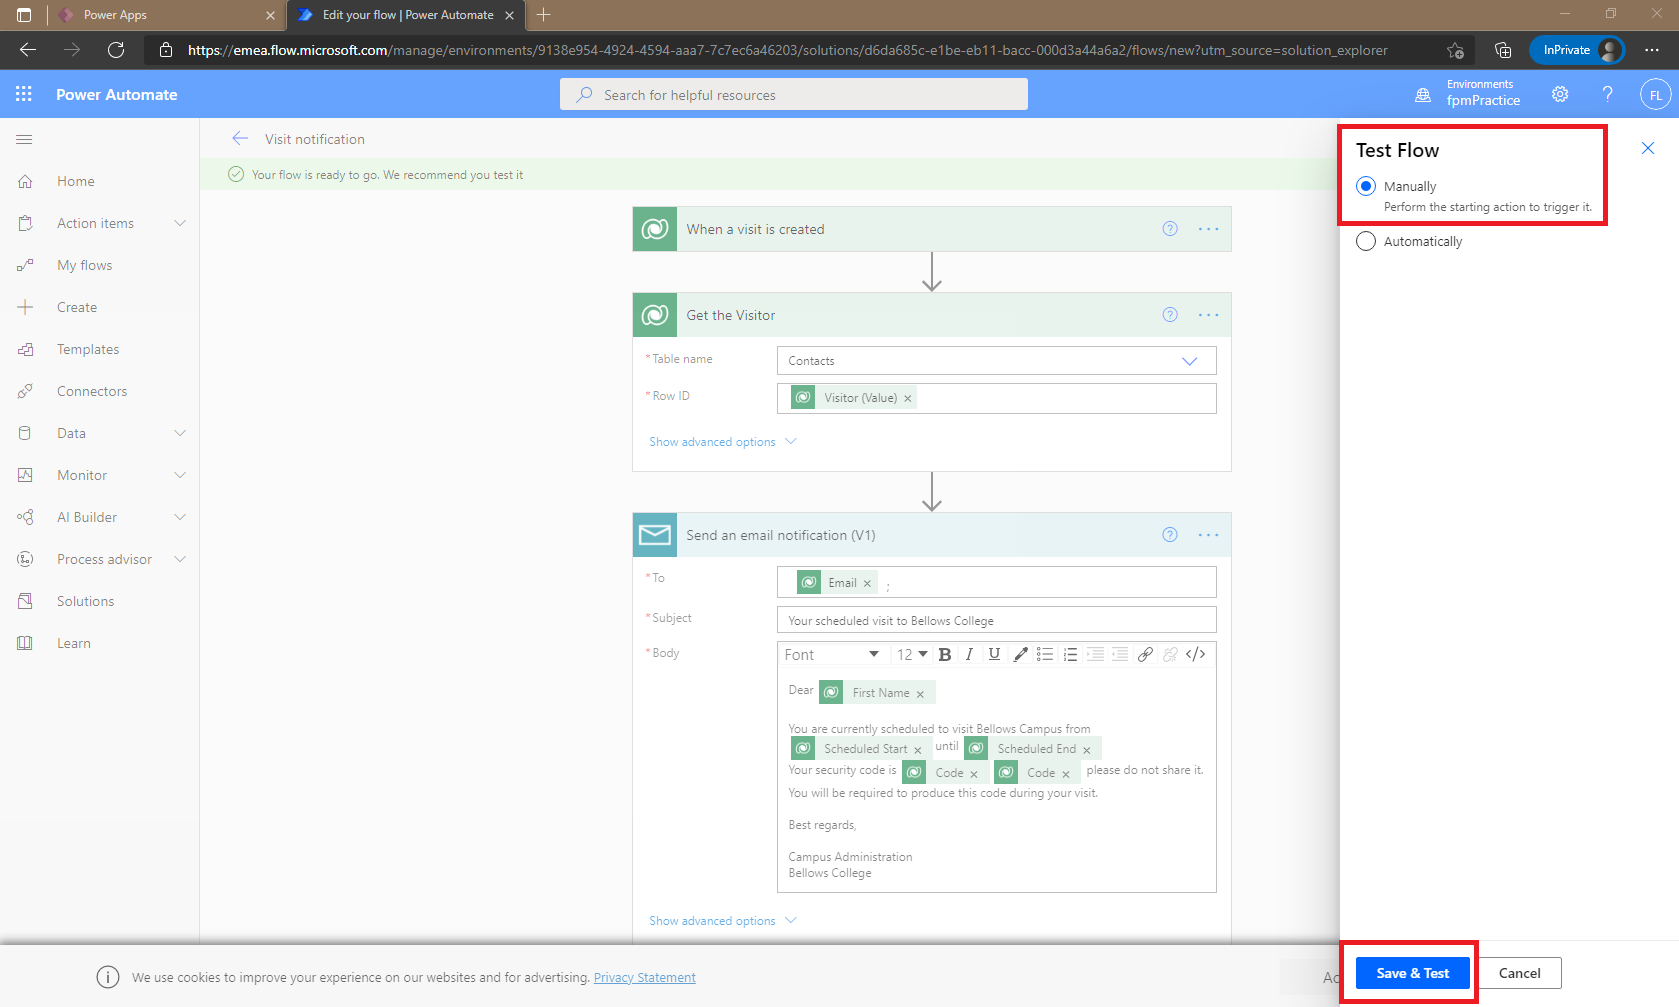 Power Apps
Edit your flow | Power Automate
https://emea.flow.microsoft.com/manage/environments/9138e954-4924-4594-aaa7-7c7ec6a46203/solutions/d6da685c-e1be-eb11-bacc-000d3a44a6a2/flows/new?utm_source=solution_explorer
InPrivate
Power Automate
Search for helpful resources
Environments
fpmPractice
?
FL
Home
Action items
My flows
Create
Templates
Connectors
Data
Monitor
AI Builder
Process advisor
Solutions
Learn
Visit notification
Your flow is ready to go. We recommend you test it
When a visit is created
Get the Visitor
* Table name
Contacts
* Row ID
Visitor (Value) ×
Show advanced options
Send an email notification (V1)
* To
Email × ;
* Subject
Your scheduled visit to Bellows College
* Body
Font 12 B I U </>
Dear First Name ×
You are currently scheduled to visit Bellows Campus from
Scheduled Start × until Scheduled End ×
Your security code is Code × Code × please do not share it.
You will be required to produce this code during your visit.
Best regards,
Campus Administration
Bellows College
Show advanced options
Test Flow
Manually
Perform the starting action to trigger it.
Automatically
We use cookies to improve your experience on our websites and for advertising. Privacy Statement
Save & Test
Cancel